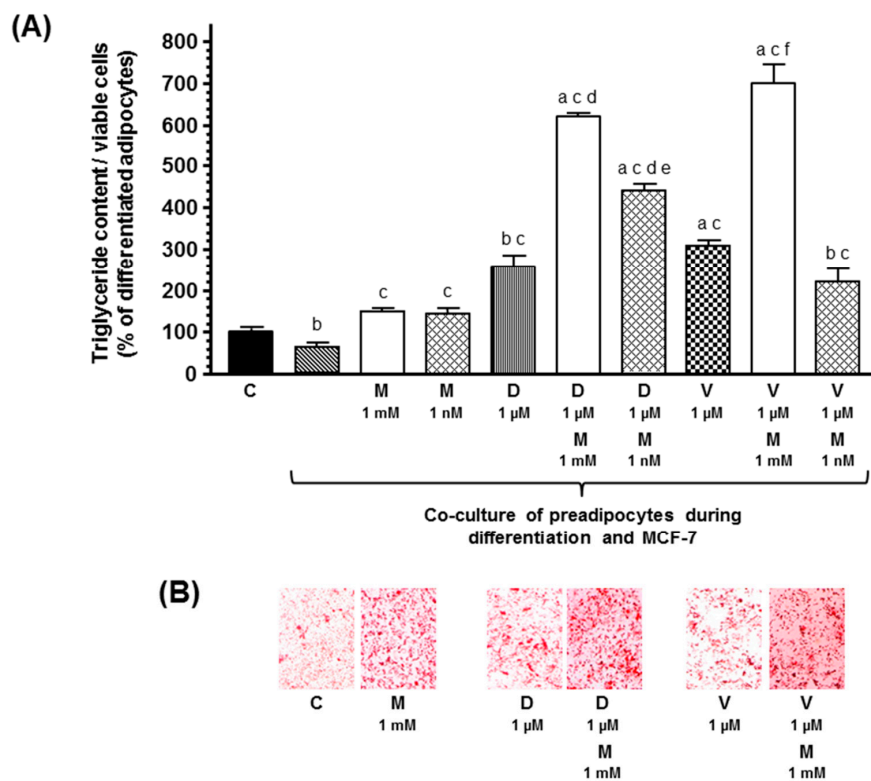 (A)
Triglyceride content / viable cells
(% of differentiated adipocytes)
800
700
600
500
400
300
200
100
0
b
c
c
b c
a c d
a c d e
a c
a c f
b c
C M M D D D V V V
1 mM 1 nM 1 µM 1 µM 1 µM 1 µM 1 µM 1 µM
M M M M
1 mM 1 nM 1 mM 1 nM
Co-culture of preadipocytes during
differentiation and MCF-7
(B)
C M D D V V
1 mM 1 µM 1 µM 1 µM 1 µM
M M
1 mM 1 mM